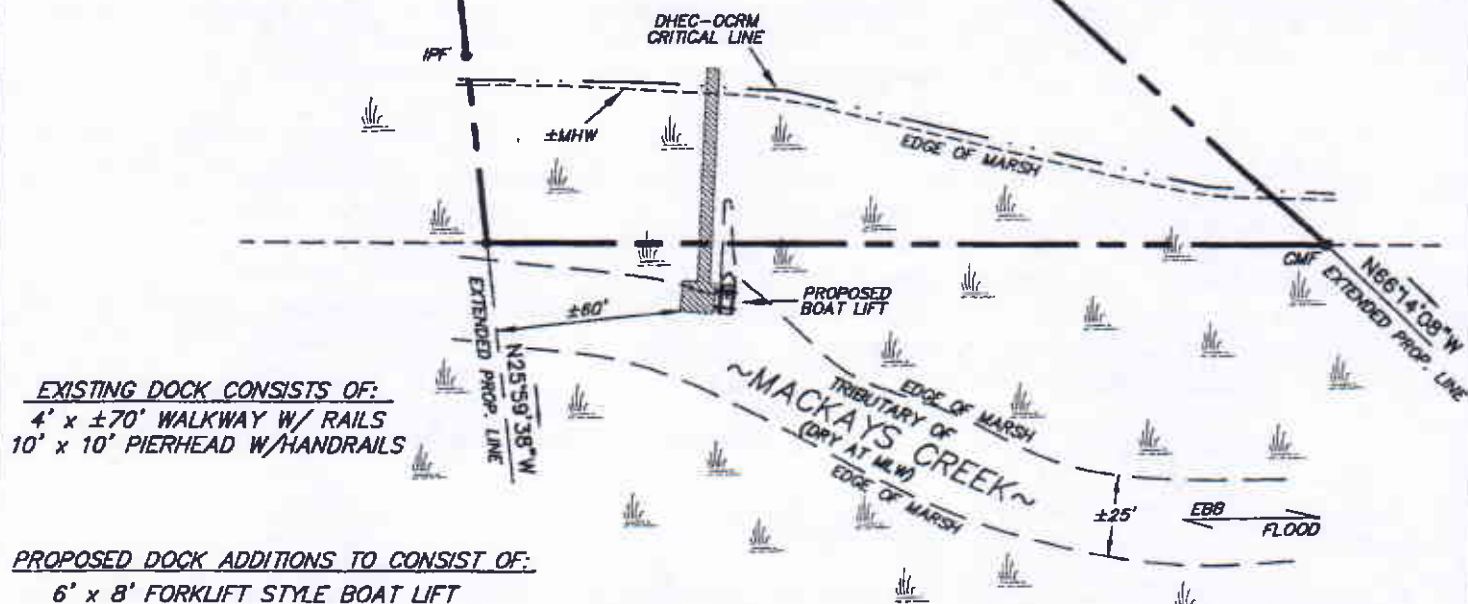 DHEC-OCRM
CRITICAL LINE
IPF
±MHW
EDGE OF MARSH
CMF
N66°14'08"W
EXTENDED PROP. LINE
PROPOSED
BOAT LIFT
±60'
EXTENDED PROP. LINE
N25°59'38"W
EXISTING DOCK CONSISTS OF:
4' x ±70' WALKWAY W/ RAILS
10' x 10' PIERHEAD W/HANDRAILS
EDGE OF MARSH
TRIBUTARY OF
~MACKAYS CREEK~
(DRY AT MLW)
EDGE OF MARSH
±25'
EBB
FLOOD
PROPOSED DOCK ADDITIONS TO CONSIST OF:
6' x 8' FORKLIFT STYLE BOAT LIFT